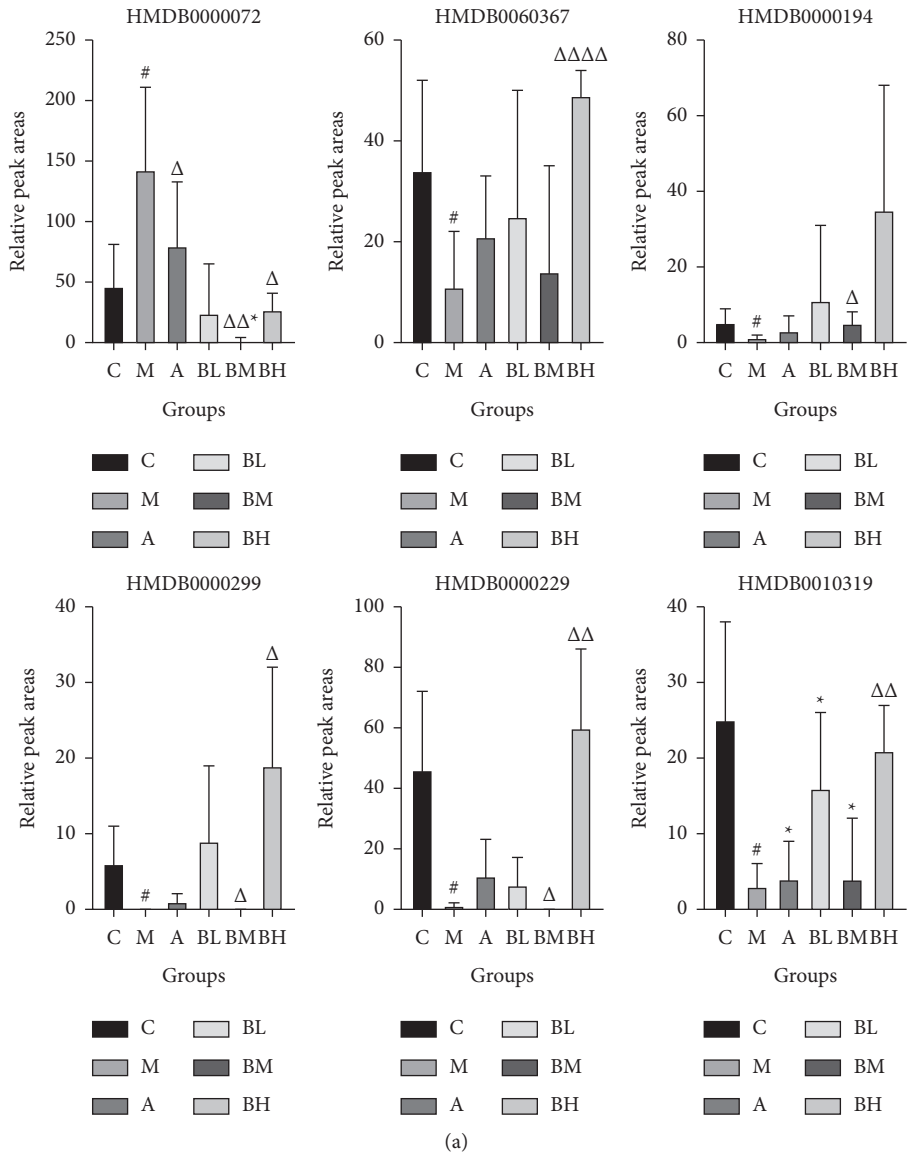 HMDB0000072
Relative peak areas
250
200
150
100
50
0
#
Δ
ΔΔ*
Δ
C M A BL BM BH
Groups
C BL
M BM
A BH
HMDB0060367
Relative peak areas
60
40
20
0
#
ΔΔΔΔ
C M A BL BM BH
Groups
C BL
M BM
A BH
HMDB0000194
Relative peak areas
80
60
40
20
0
#
Δ
C M A BL BM BH
Groups
C BL
M BM
A BH
HMDB0000299
Relative peak areas
40
30
20
10
0
#
Δ
Δ
C M A BL BM BH
Groups
C BL
M BM
A BH
HMDB0000229
Relative peak areas
100
80
60
40
20
0
#
Δ
ΔΔ
C M A BL BM BH
Groups
C BL
M BM
A BH
HMDB0010319
Relative peak areas
40
30
20
10
0
#
*
*
*
ΔΔ
C M A BL BM BH
Groups
C BL
M BM
A BH
(a)